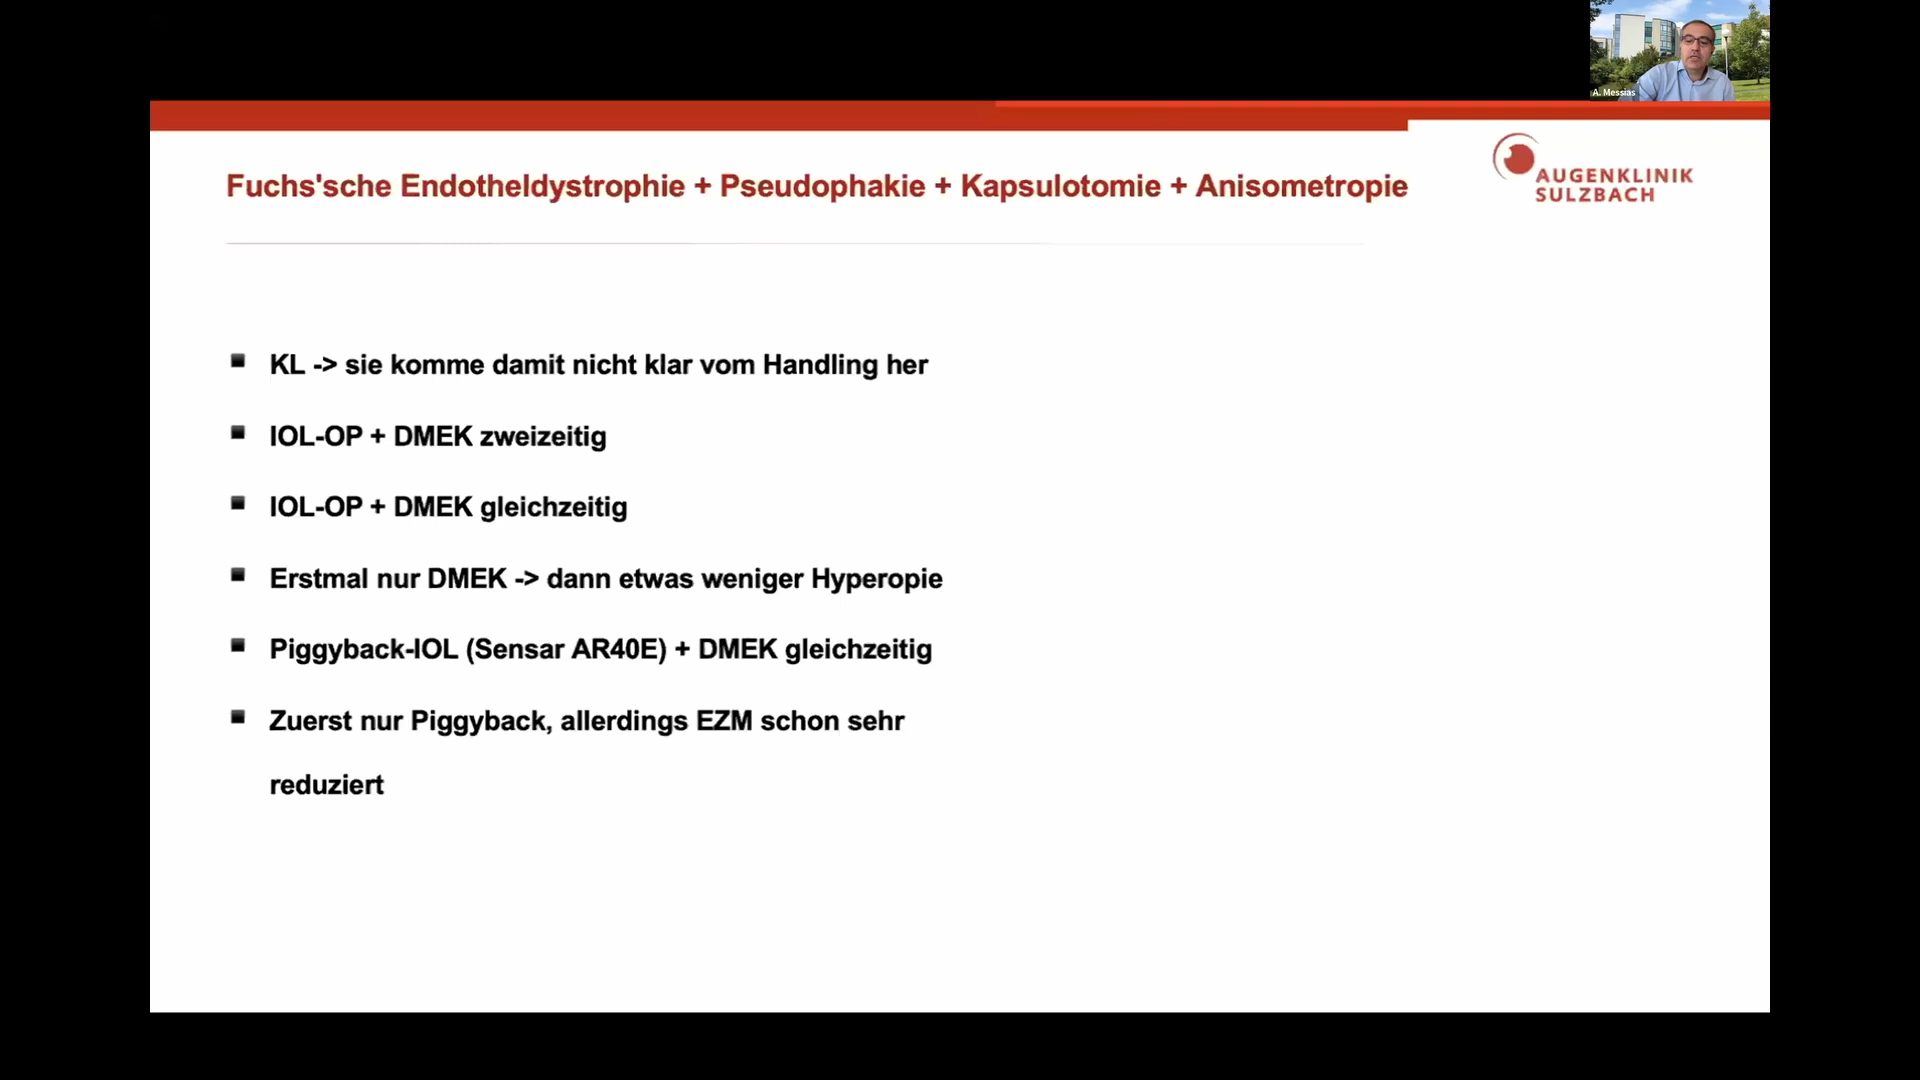 A. Messias
Fuchs'sche Endotheldystrophie + Pseudophakie + Kapsulotomie + Anisometropie
AUGENKLINIK
SULZBACH
KL -> sie komme damit nicht klar vom Handling her
IOL-OP + DMEK zweizeitig
IOL-OP + DMEK gleichzeitig
Erstmal nur DMEK -> dann etwas weniger Hyperopie
Piggyback-IOL (Sensar AR40E) + DMEK gleichzeitig
Zuerst nur Piggyback, allerdings EZM schon sehr
reduziert